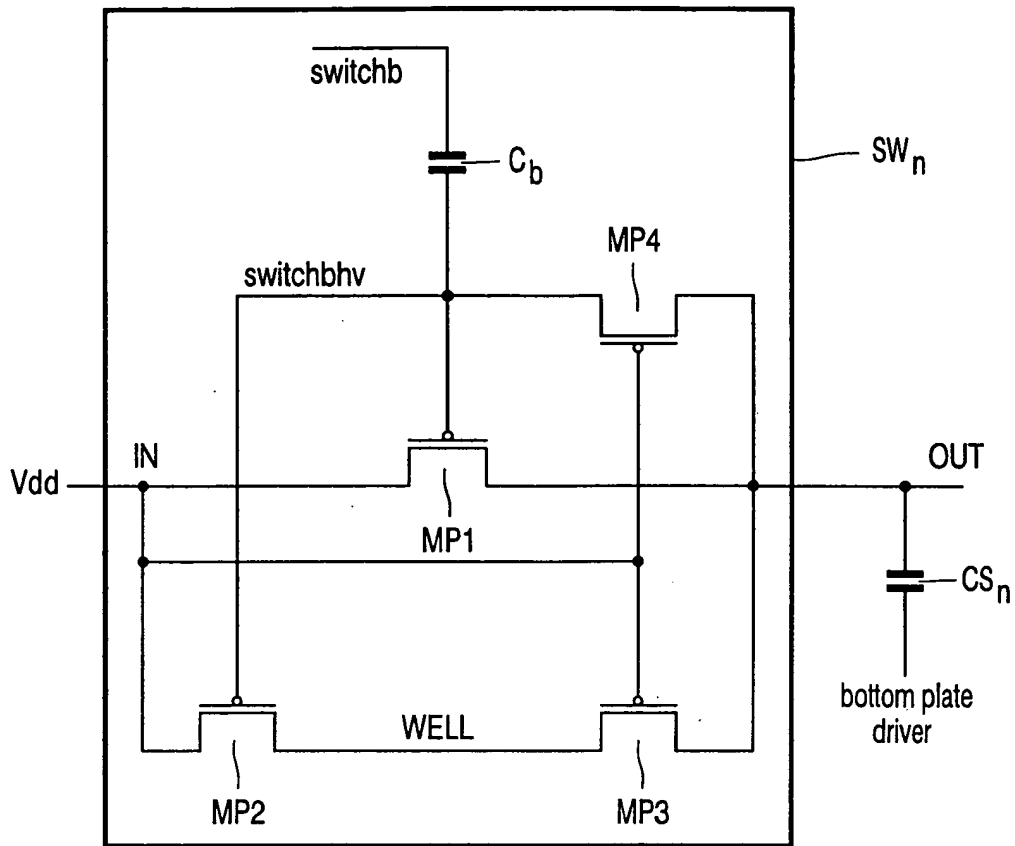 switchb
C_b
SW_n
MP4
switchbhv
IN
OUT
Vdd
MP1
CS_n
bottom plate
driver
WELL
MP2
MP3